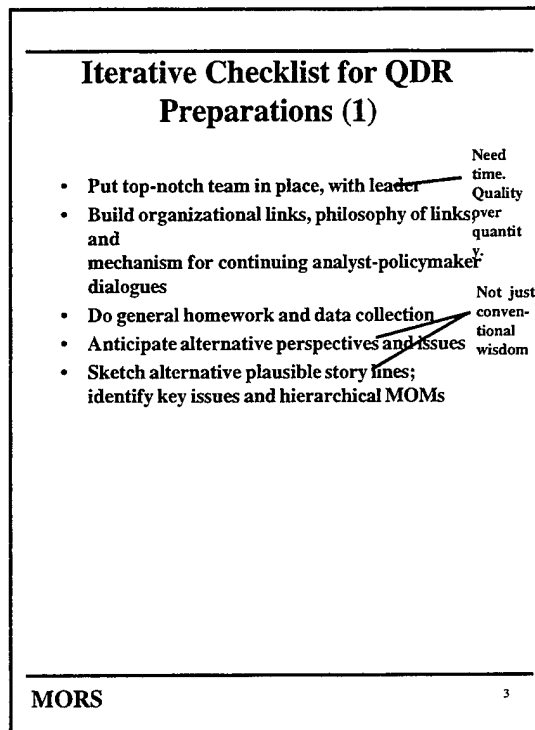 Iterative Checklist for QDR
Preparations (1)
• Put top-notch team in place, with leader
• Build organizational links, philosophy of links,
and
mechanism for continuing analyst-policymaker
dialogues
• Do general homework and data collection
• Anticipate alternative perspectives and issues
• Sketch alternative plausible story lines;
identify key issues and hierarchical MOMs
Need
time.
Quality
over
quantit
y.
Not just
conven-
tional
wisdom
MORS
3